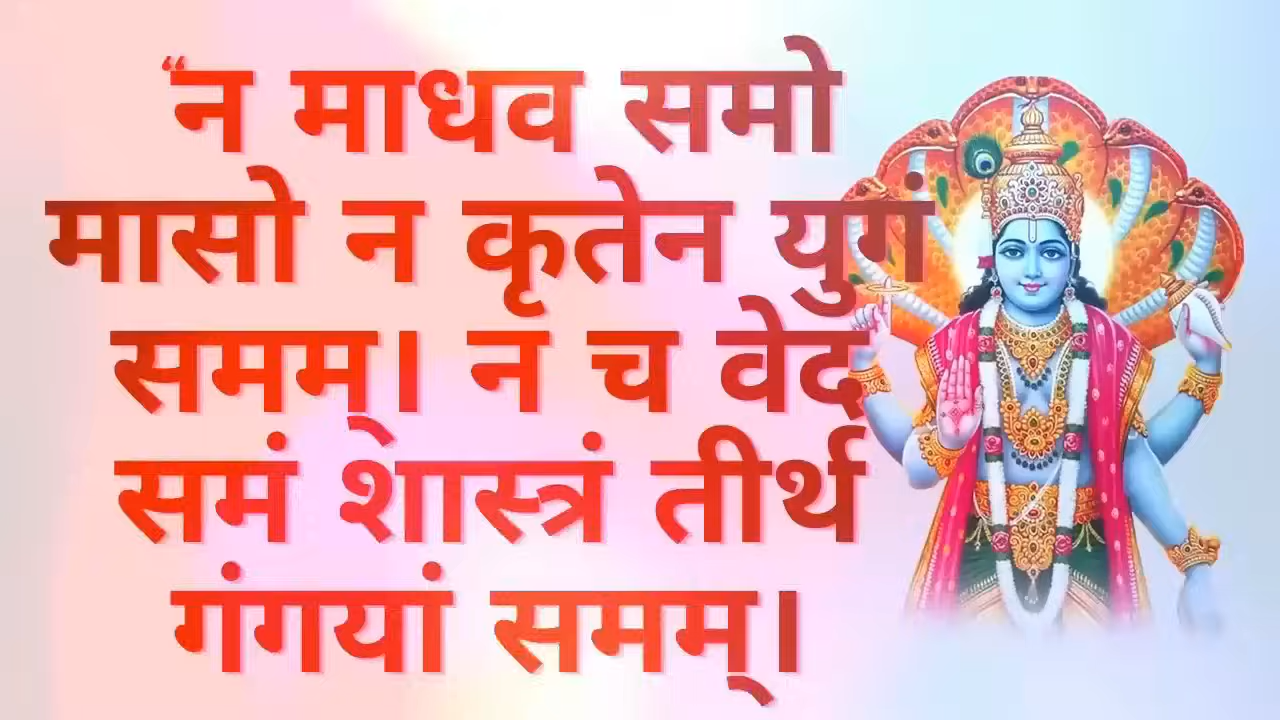 “न माधव समो
मासो न कृतेन युगं
समम्। न च वेद
समं शास्त्रं तीर्थ
गंगयां समम्।